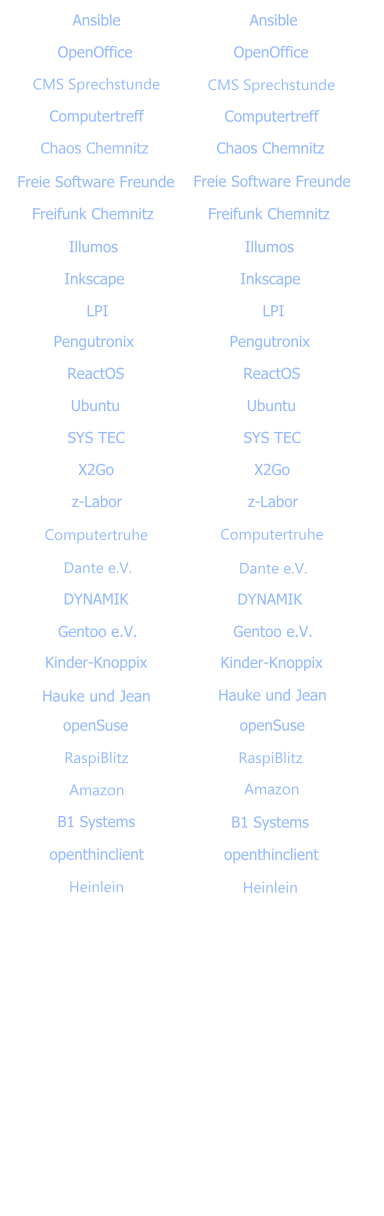 Ansible Ansible
OpenOffice OpenOffice
CMS Sprechstunde CMS Sprechstunde
Computertreff Computertreff
Chaos Chemnitz Chaos Chemnitz
Freie Software Freunde Freie Software Freunde
Freifunk Chemnitz Freifunk Chemnitz
Illumos Illumos
Inkscape Inkscape
LPI LPI
Pengutronix Pengutronix
ReactOS ReactOS
Ubuntu Ubuntu
SYS TEC SYS TEC
X2Go X2Go
z-Labor z-Labor
Computertruhe Computertruhe
Dante e.V. Dante e.V.
DYNAMIK DYNAMIK
Gentoo e.V. Gentoo e.V.
Kinder-Knoppix Kinder-Knoppix
Hauke und Jean Hauke und Jean
openSuse openSuse
RaspiBlitz RaspiBlitz
Amazon Amazon
B1 Systems B1 Systems
openthinclient openthinclient
Heinlein Heinlein